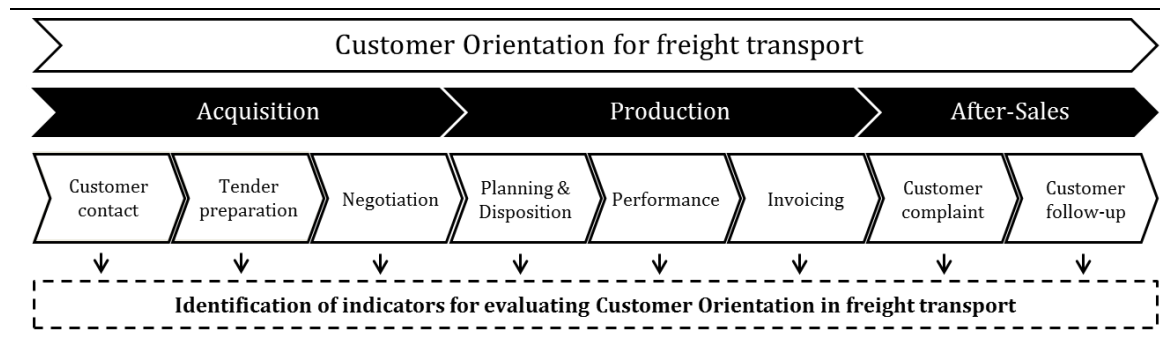 Customer Orientation for freight transport
Acquisition
Production
After-Sales
Customer
contact
Tender
preparation
Negotiation
Planning &
Disposition
Performance
Invoicing
Customer
complaint
Customer
follow-up
Identification of indicators for evaluating Customer Orientation in freight transport